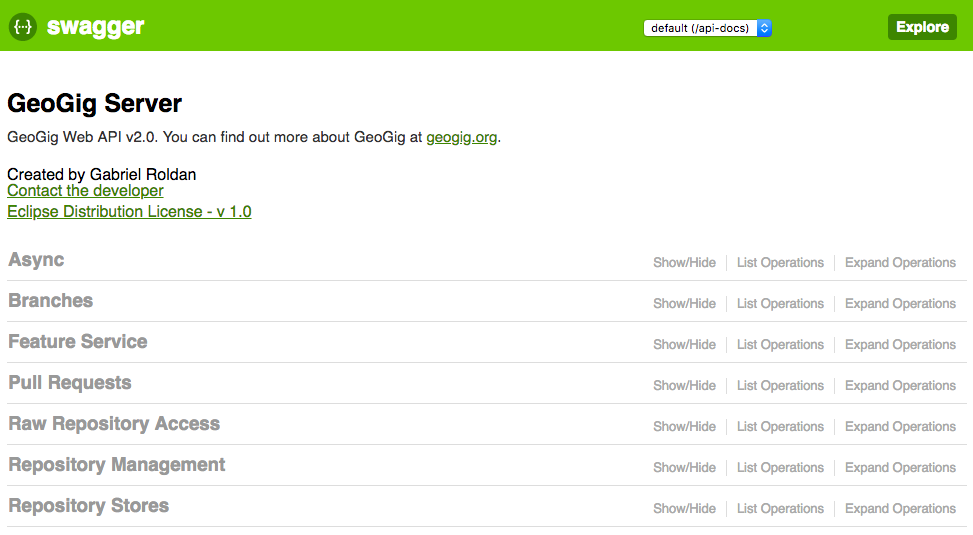 {···} swagger default (/api-docs) Explore
GeoGig Server
GeoGig Web API v2.0. You can find out more about GeoGig at geogig.org.
Created by Gabriel Roldan
Contact the developer
Eclipse Distribution License - v 1.0
Async Show/Hide List Operations Expand Operations
Branches Show/Hide List Operations Expand Operations
Feature Service Show/Hide List Operations Expand Operations
Pull Requests Show/Hide List Operations Expand Operations
Raw Repository Access Show/Hide List Operations Expand Operations
Repository Management Show/Hide List Operations Expand Operations
Repository Stores Show/Hide List Operations Expand Operations